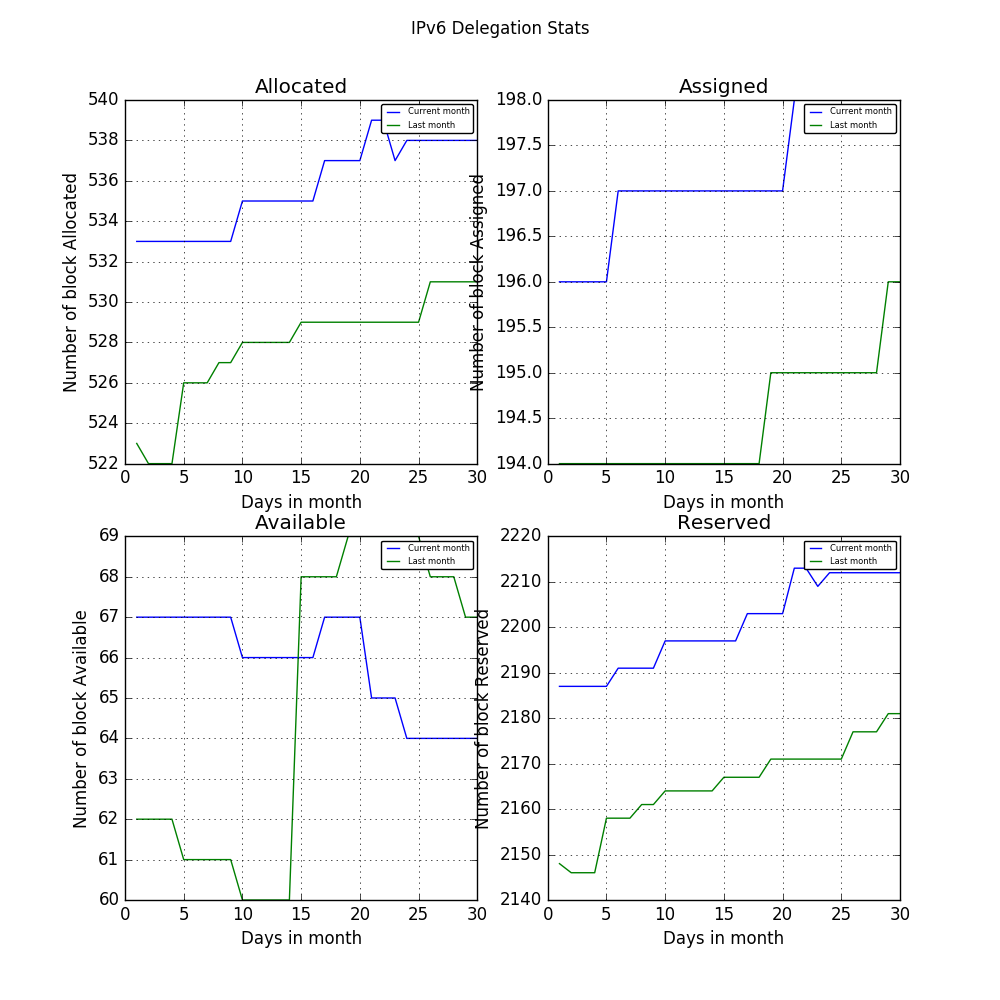 IPv6 Delegation Stats
Allocated
540
538
536
534
532
530
528
526
524
522
0 5 10 15 20 25 30
Number of block Allocated
Days in month
Current month
Last month
Assigned
198.0
197.5
197.0
196.5
196.0
195.5
195.0
194.5
194.0
0 5 10 15 20 25 30
Number of block Assigned
Days in month
Current month
Last month
Available
69
68
67
66
65
64
63
62
61
60
0 5 10 15 20 25 30
Number of block Available
Days in month
Current month
Last month
Reserved
2220
2210
2200
2190
2180
2170
2160
2150
2140
0 5 10 15 20 25 30
Number of block Reserved
Days in month
Current month
Last month